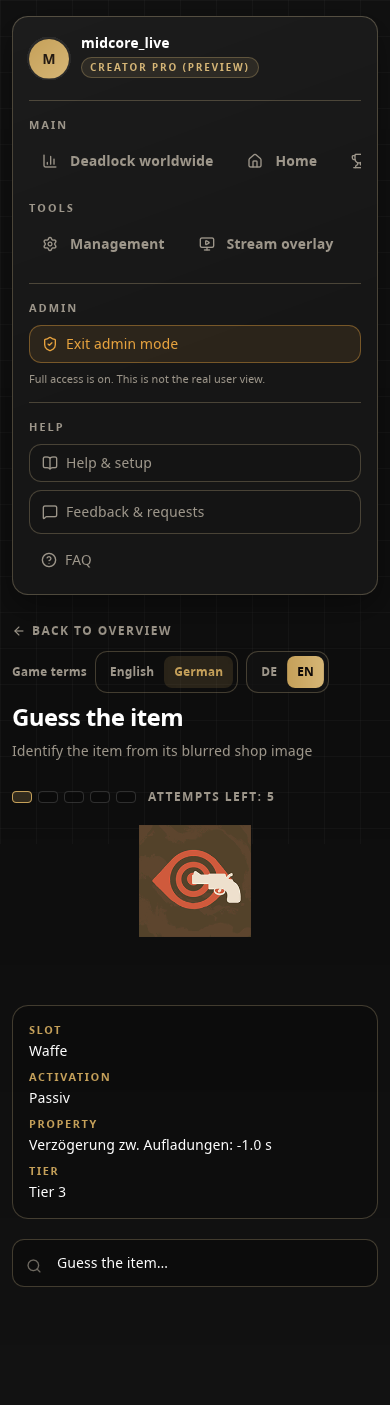 M
midcore_live
CREATOR PRO (PREVIEW)
MAIN
Deadlock worldwide
Home
TOOLS
Management
Stream overlay
ADMIN
Exit admin mode
Full access is on. This is not the real user view.
HELP
Help & setup
Feedback & requests
FAQ
BACK TO OVERVIEW
Game terms
English
German
DE
EN
Guess the item
Identify the item from its blurred shop image
ATTEMPTS LEFT: 5
SLOT
Waffe
ACTIVATION
Passiv
PROPERTY
Verzögerung zw. Aufladungen: -1.0 s
TIER
Tier 3
Guess the item...